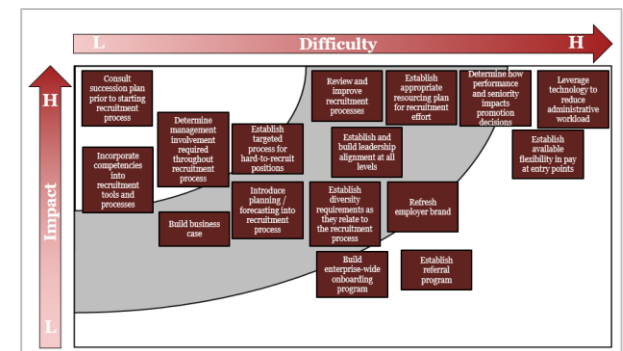 L
Difficulty
H
H
Impact
L
Consult
succession plan
prior to starting
recruitment
process
Incorporate
competencies
into
recruitment
tools and
processes
Determine
management
involvement
required
throughout
recruitment
process
Build business
case
Establish
targeted
process for
hard-to-recruit
positions
Introduce
planning /
forecasting into
recruitment
process
Review and
improve
recruitment
processes
Establish and
build leadership
alignment at all
levels
Establish
diversity
requirements as
they relate to
the recruitment
process
Build
enterprise-wide
onboarding
program
Establish
appropriate
resourcing plan
for recruitment
effort
Refresh
employer brand
Establish
referral
program
Determine how
performance
and seniority
impacts
promotion
decisions
Leverage
technology to
reduce
administrative
workload
Establish
available
flexibility in pay
at entry points